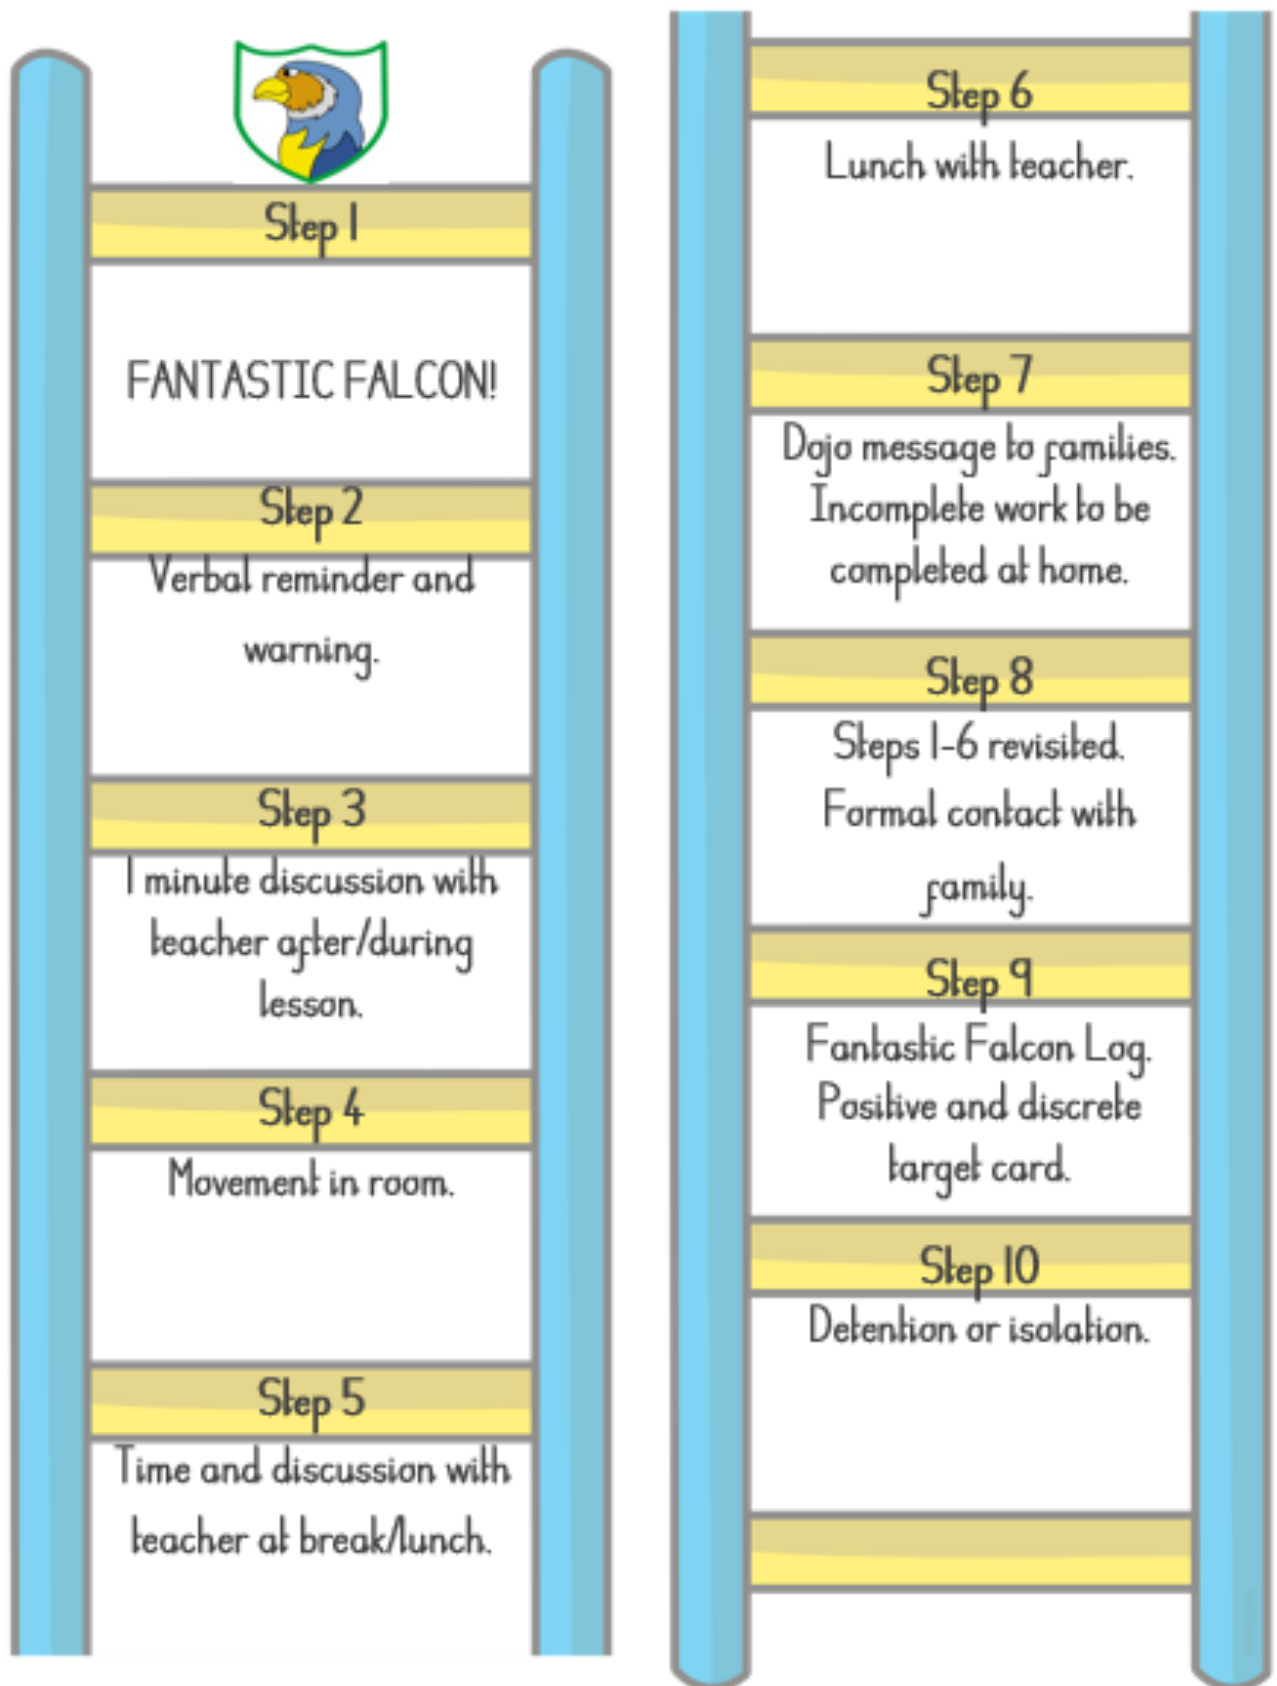 Step 1
FANTASTIC FALCON!
Step 2
Verbal reminder and
warning.
Step 3
1 minute discussion with
teacher after/during
lesson.
Step 4
Movement in room.
Step 5
Time and discussion with
teacher at break/lunch.
Step 6
Lunch with teacher.
Step 7
Dojo message to families.
Incomplete work to be
completed at home.
Step 8
Steps 1-6 revisited.
Formal contact with
family.
Step 9
Fantastic Falcon Log.
Positive and discrete
target card.
Step 10
Detention or isolation.